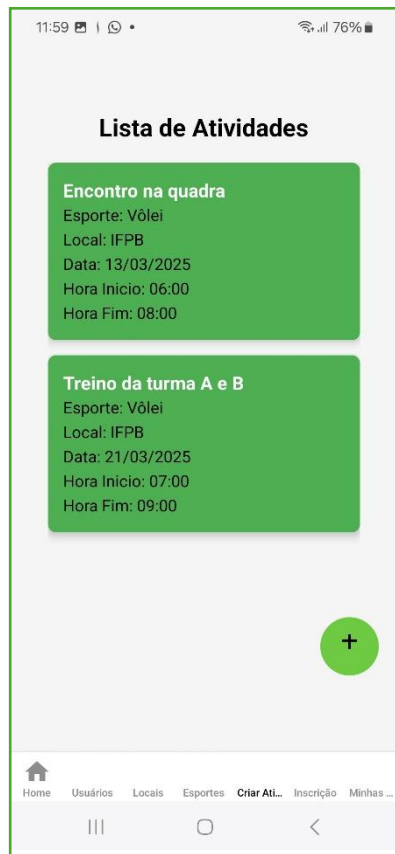 11:59 76%
Lista de Atividades
Encontro na quadra
Esporte: Vôlei
Local: IFPB
Data: 13/03/2025
Hora Inicio: 06:00
Hora Fim: 08:00
Treino da turma A e B
Esporte: Vôlei
Local: IFPB
Data: 21/03/2025
Hora Inicio: 07:00
Hora Fim: 09:00
+
Home Usuários Locais Esportes Criar Ati... Inscrição Minhas ...